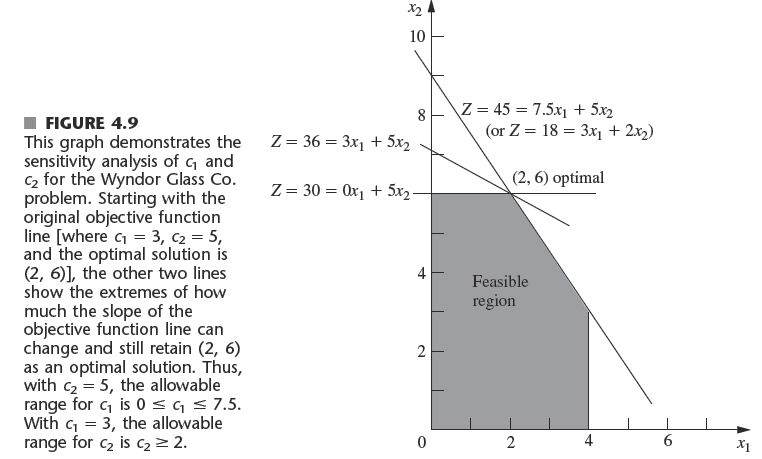 FIGURE 4.9
This graph demonstrates the
sensitivity analysis of c₁ and
c₂ for the Wyndor Glass Co.
problem. Starting with the
original objective function
line [where c₁ = 3, c₂ = 5,
and the optimal solution is
(2, 6)], the other two lines
show the extremes of how
much the slope of the
objective function line can
change and still retain (2, 6)
as an optimal solution. Thus,
with c₂ = 5, the allowable
range for c₁ is 0 ≤ c₁ ≤ 7.5.
With c₁ = 3, the allowable
range for c₂ is c₂ ≥ 2.
x₂
10
8
Z = 45 = 7.5x₁ + 5x₂
(or Z = 18 = 3x₁ + 2x₂)
Z = 36 = 3x₁ + 5x₂
(2, 6) optimal
Z = 30 = 0x₁ + 5x₂
4
Feasible
region
2
0
2
4
6
x₁